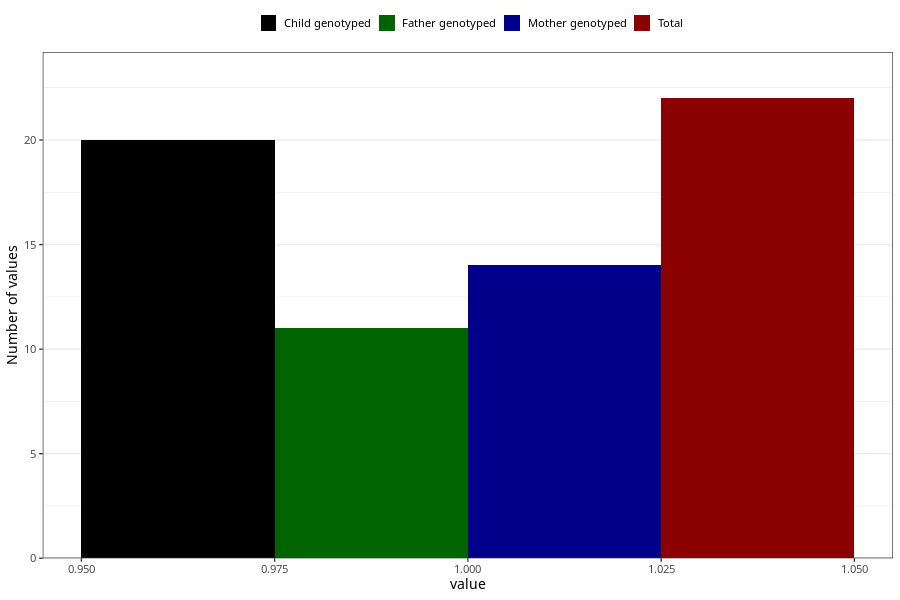 Child genotyped Father genotyped Mother genotyped Total
Number of values
20
15
10
5
0
0.950 0.975 1.000 1.025 1.050
value